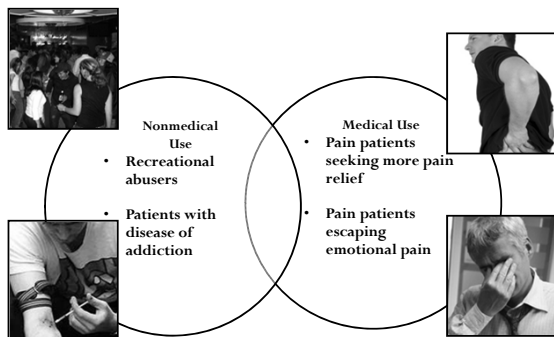 Nonmedical
Use
• Recreational
abusers
• Patients with
disease of
addiction
Medical Use
• Pain patients
seeking more pain
relief
• Pain patients
escaping
emotional pain